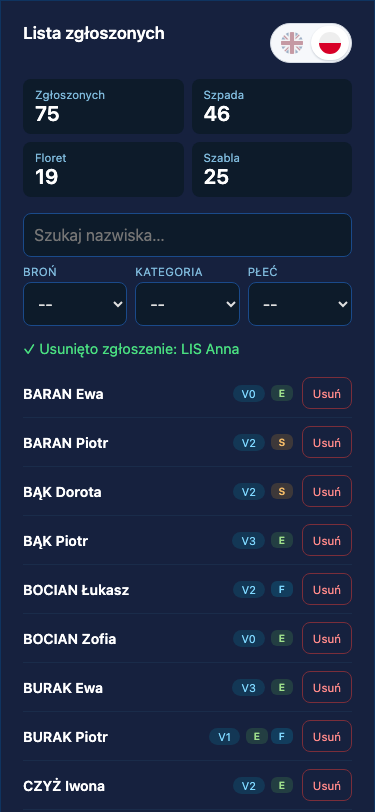 Lista zgłoszonych
Zgłoszonych
75
Szpada
46
Floret
19
Szabla
25
Szukaj nazwiska...
BROŃ KATEGORIA PŁEĆ
-- -- --
✓ Usunięto zgłoszenie: LIS Anna
BARAN Ewa V0 E Usuń
BARAN Piotr V2 S Usuń
BĄK Dorota V2 S Usuń
BĄK Piotr V3 E Usuń
BOCIAN Łukasz V2 F Usuń
BOCIAN Zofia V0 E Usuń
BURAK Ewa V3 E Usuń
BURAK Piotr V1 E F Usuń
CZYŻ Iwona V2 E Usuń